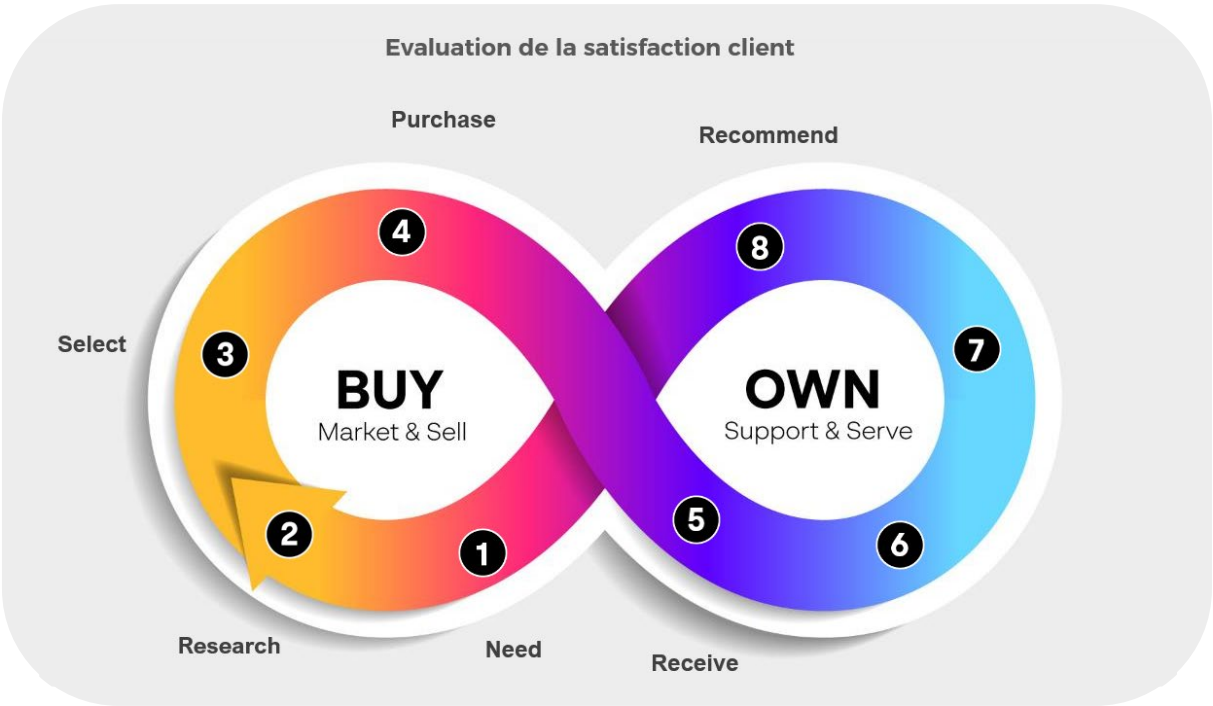 Evaluation de la satisfaction client
Purchase
Recommend
4
8
Select
3
7
BUY
Market & Sell
OWN
Support & Serve
2
1
5
6
Research
Need
Receive